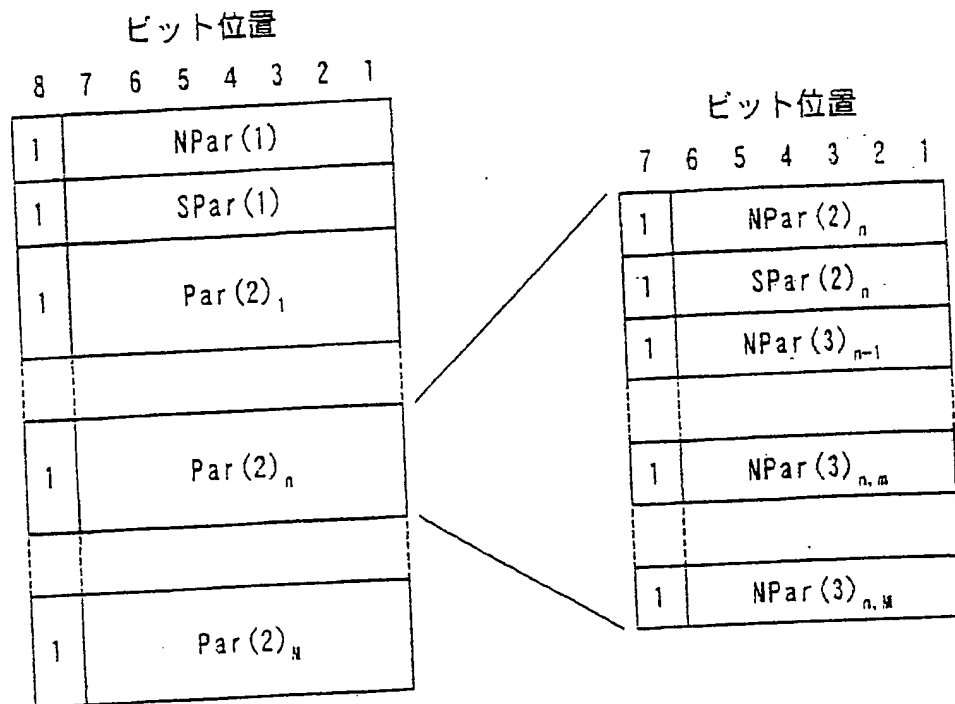 ビット位置
8 7 6 5 4 3 2 1
1 NPar(1)
1 SPar(1)
1 Par(2)₁
1 Par(2)ₙ
1 Par(2)_N
ビット位置
7 6 5 4 3 2 1
1 NPar(2)ₙ
1 SPar(2)ₙ
1 NPar(3)ₙ₋₁
1 NPar(3)ₙ,ₘ
1 NPar(3)ₙ,_M